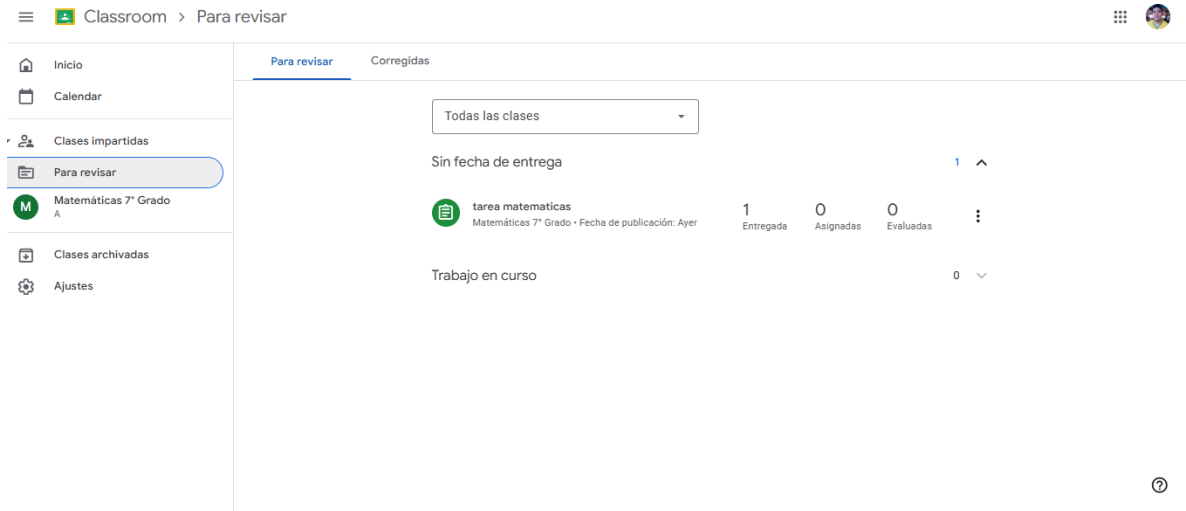 Classroom > Para revisar
Inicio
Calendar
Clases impartidas
Para revisar
M
Matemáticas 7° Grado
A
Clases archivadas
Ajustes
Para revisar
Corregidas
Todas las clases
Sin fecha de entrega
1
tarea matematicas
Matemáticas 7° Grado • Fecha de publicación: Ayer
1
Entregada
0
Asignadas
0
Evaluadas
Trabajo en curso
0